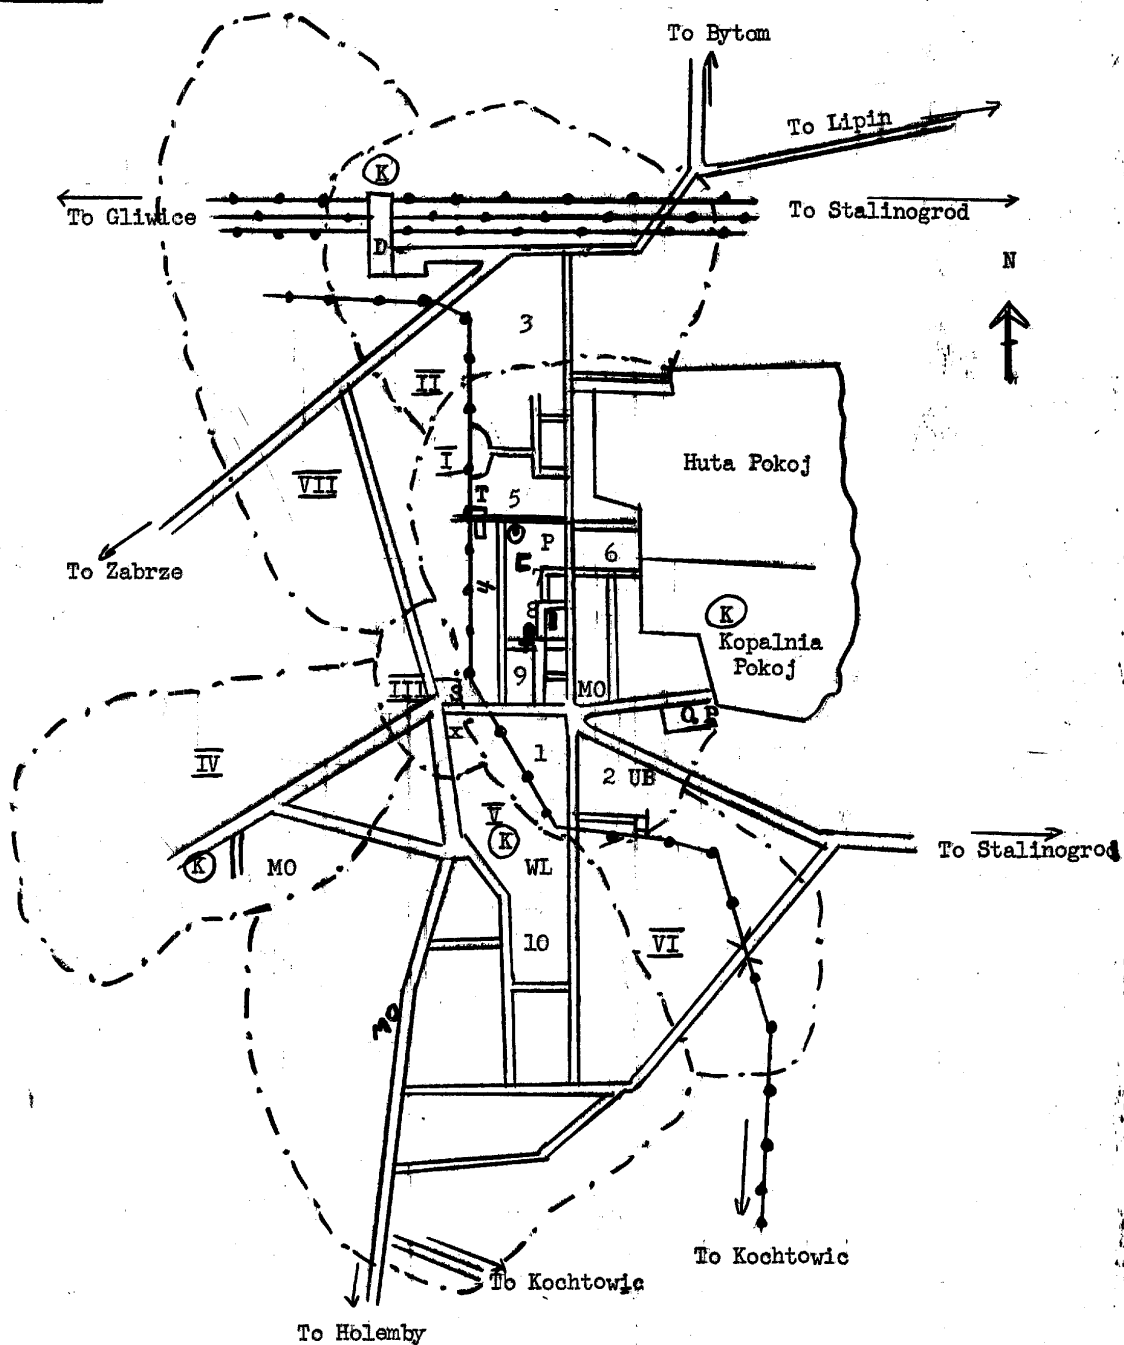 To Bytom
To Lipin
K
To Gliwice
To Stalinogrod
D
N
3
II
Huta Pokoj
I
VII
T
5
P
6
To Zabrze
7
4
8
K
Kopalnia
Pokoj
9
III
S
MO
O P
x
1
IV
2 UB
V
K
To Stalinogrod
K
MO
WL
10
VI
MO
To Kochtowic
To Kochtowic
To Holemby